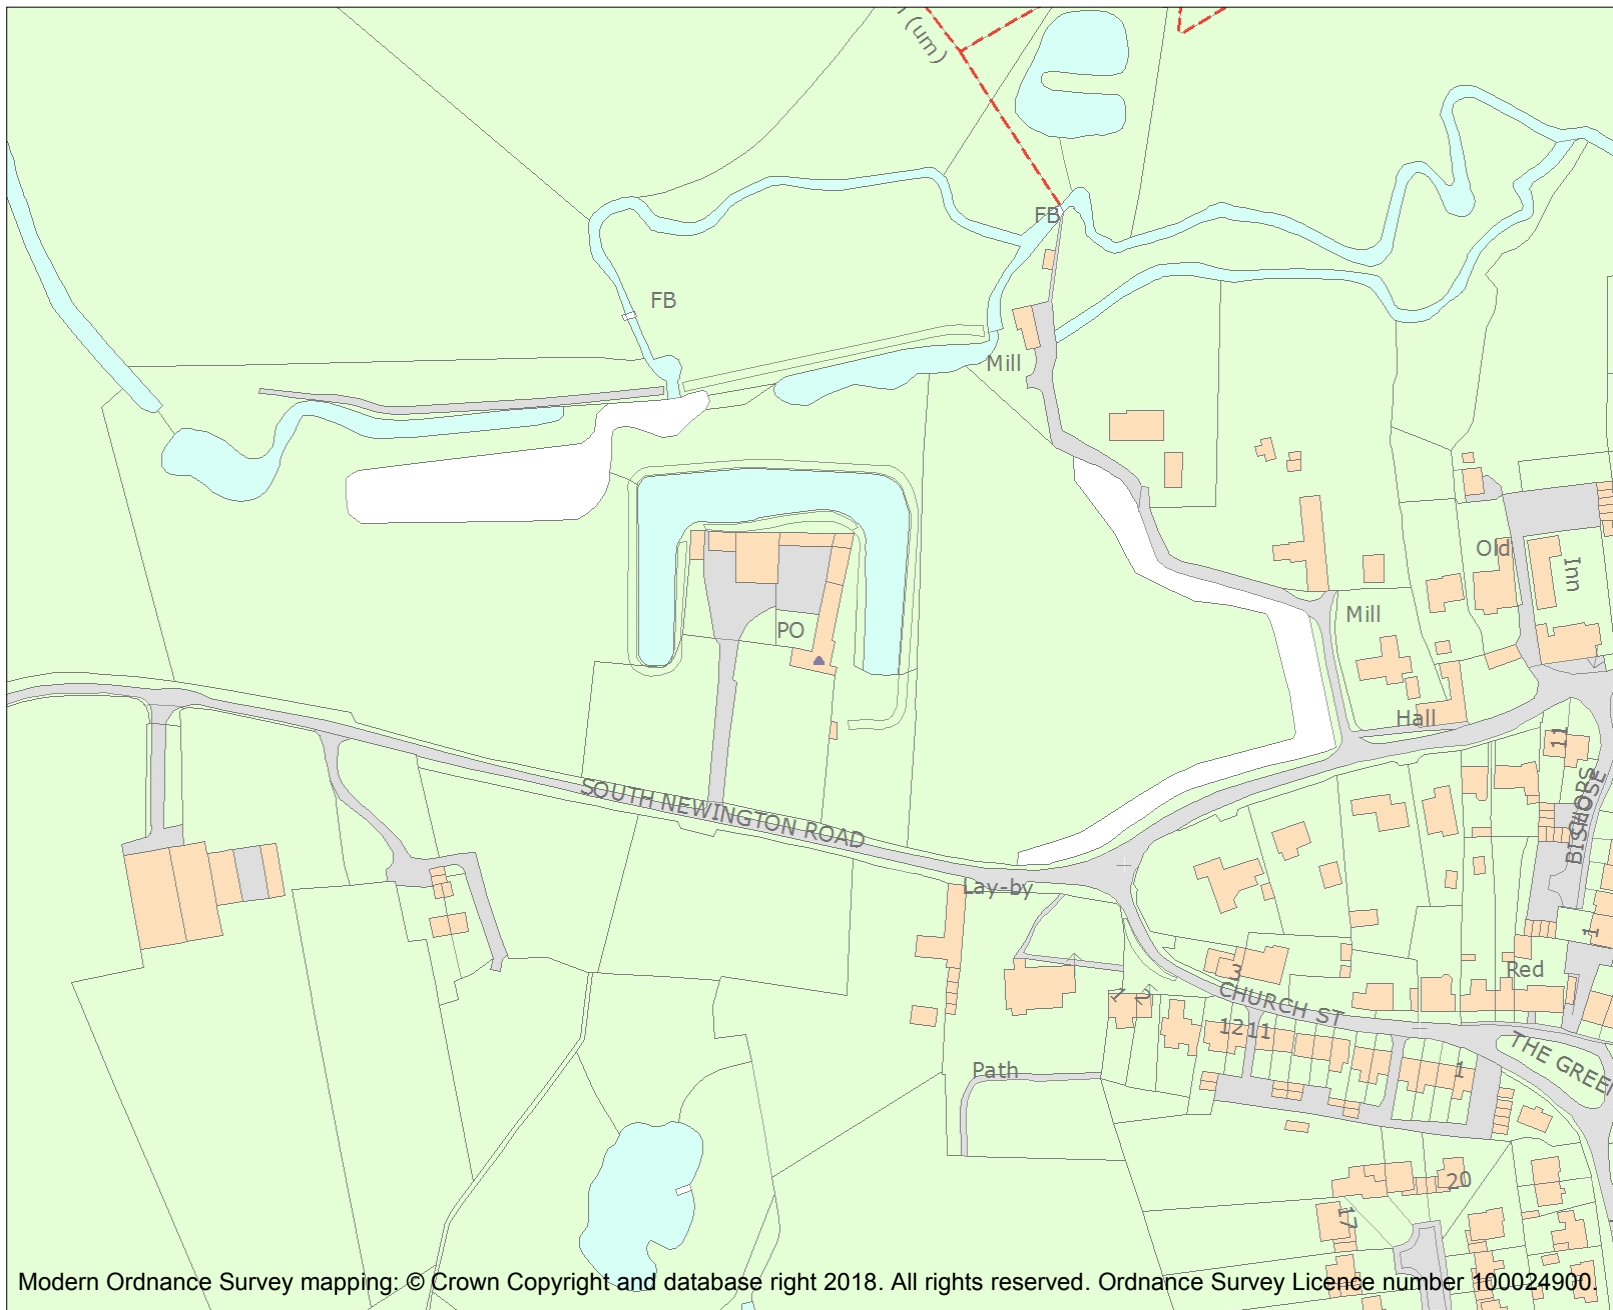 (um)
FB
FB
Mill
Old
Inn
PO
Mill
Hall
11
BISHOPS
CLOSE
SOUTH NEWINGTON ROAD
Lay-by
1
Red
3
1
2
CHURCH ST
12
11
THE GREE
Path
1
20
17
Modern Ordnance Survey mapping: © Crown Copyright and database right 2018. All rights reserved. Ordnance Survey Licence number 100024900.